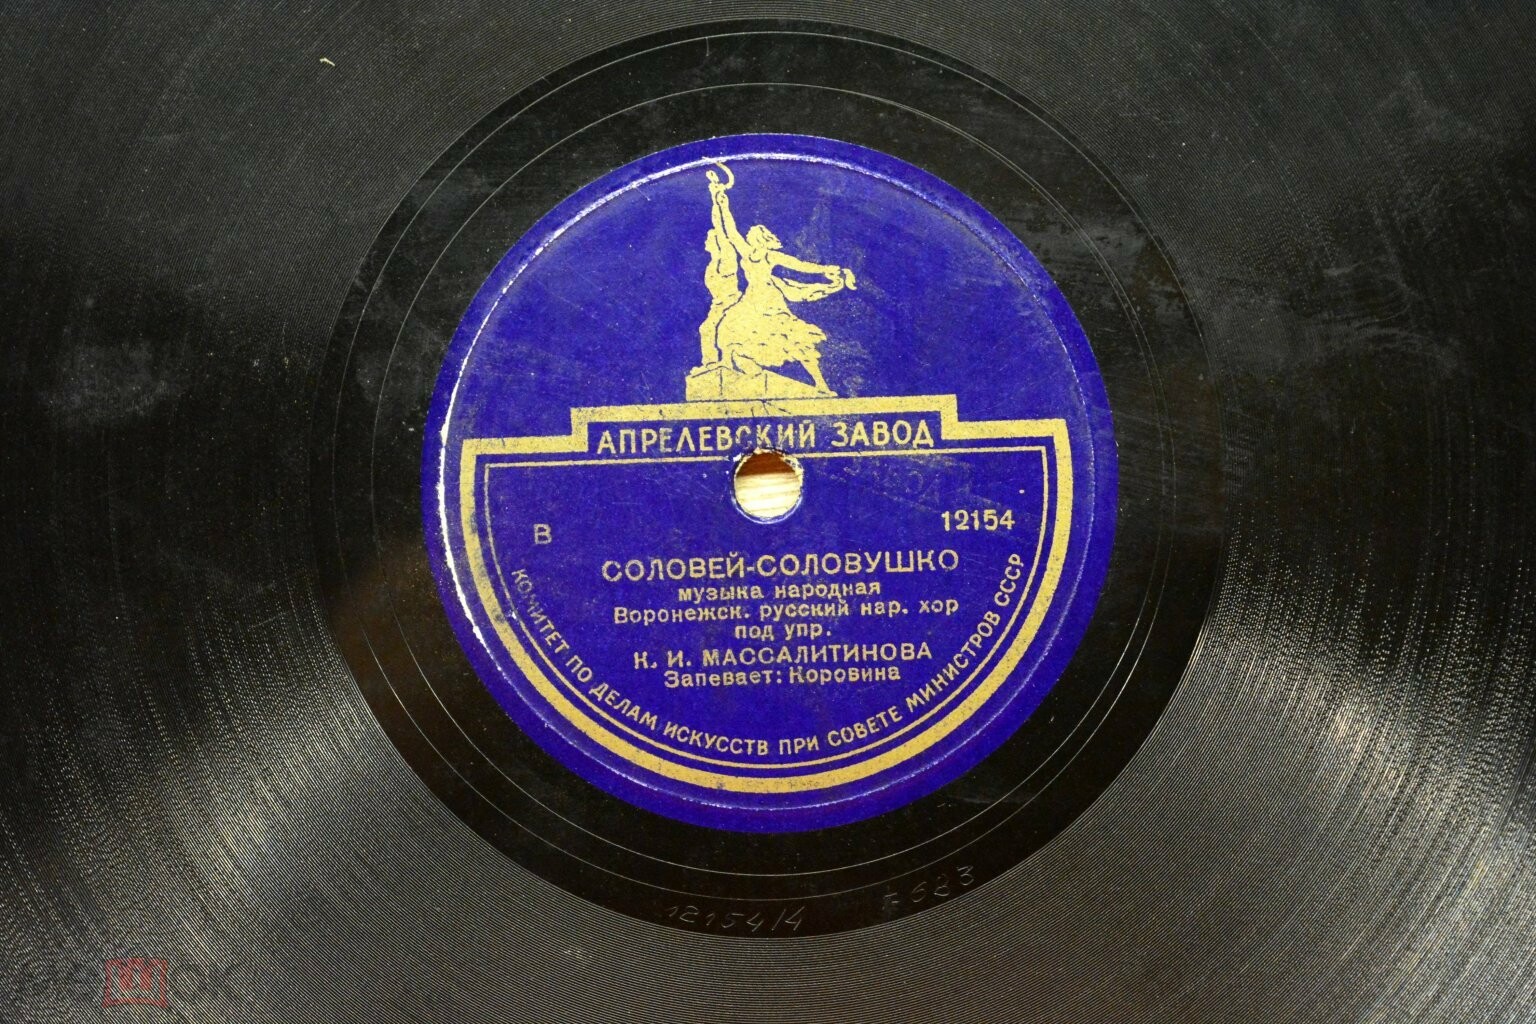 АПРЕЛЕВСКИЙ ЗАВОД
В
12154
СОЛОВЕЙ-СОЛОВУШКО
музыка народная
Воронежск. русский нар. хор
под упр.
К. И. МАССАЛИТИНОВА
Запевает: Коровина
КОМИТЕТ ПО ДЕЛАМ ИСКУССТВ ПРИ СОВЕТЕ МИНИСТРОВ СССР
12154/4